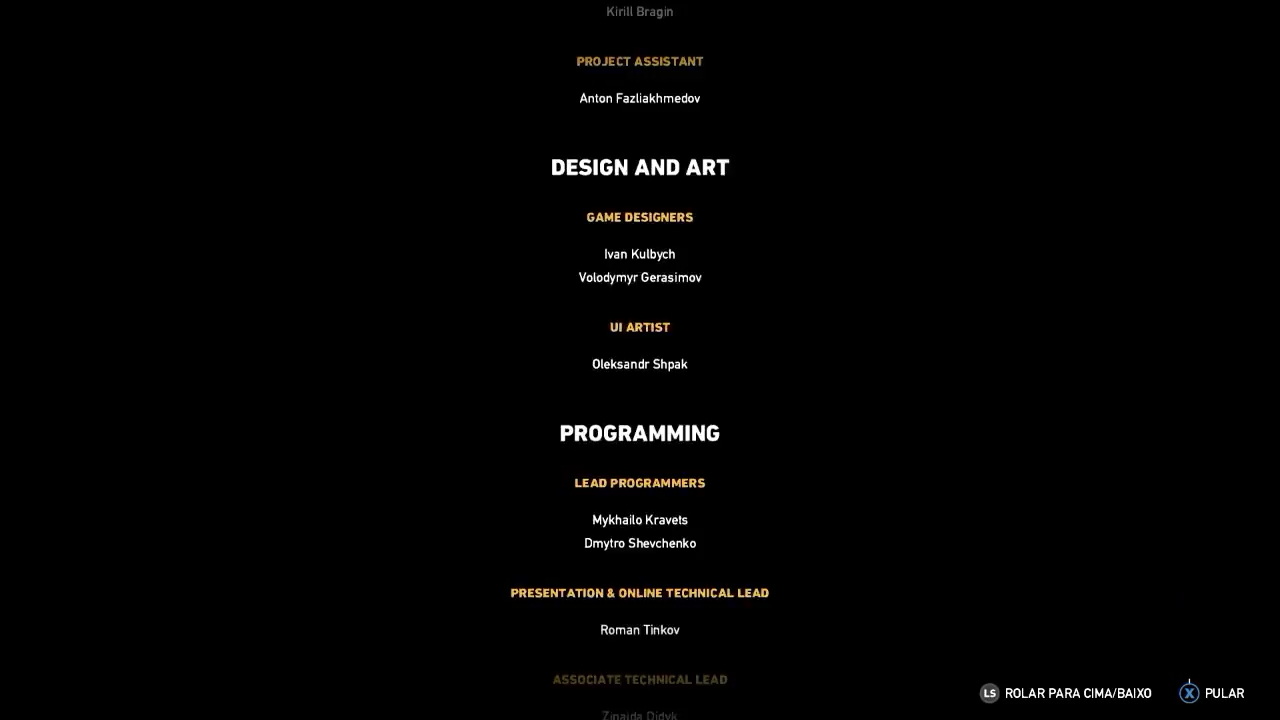 Kirill Bragin
PROJECT ASSISTANT
Anton Fazliakhmedov
DESIGN AND ART
GAME DESIGNERS
Ivan Kulbych
Volodymyr Gerasimov
UI ARTIST
Oleksandr Shpak
PROGRAMMING
LEAD PROGRAMMERS
Mykhailo Kravets
Dmytro Shevchenko
PRESENTATION & ONLINE TECHNICAL LEAD
Roman Tinkov
ASSOCIATE TECHNICAL LEAD
Zinaida Didyk
LS ROLAR PARA CIMA/BAIXO X PULAR